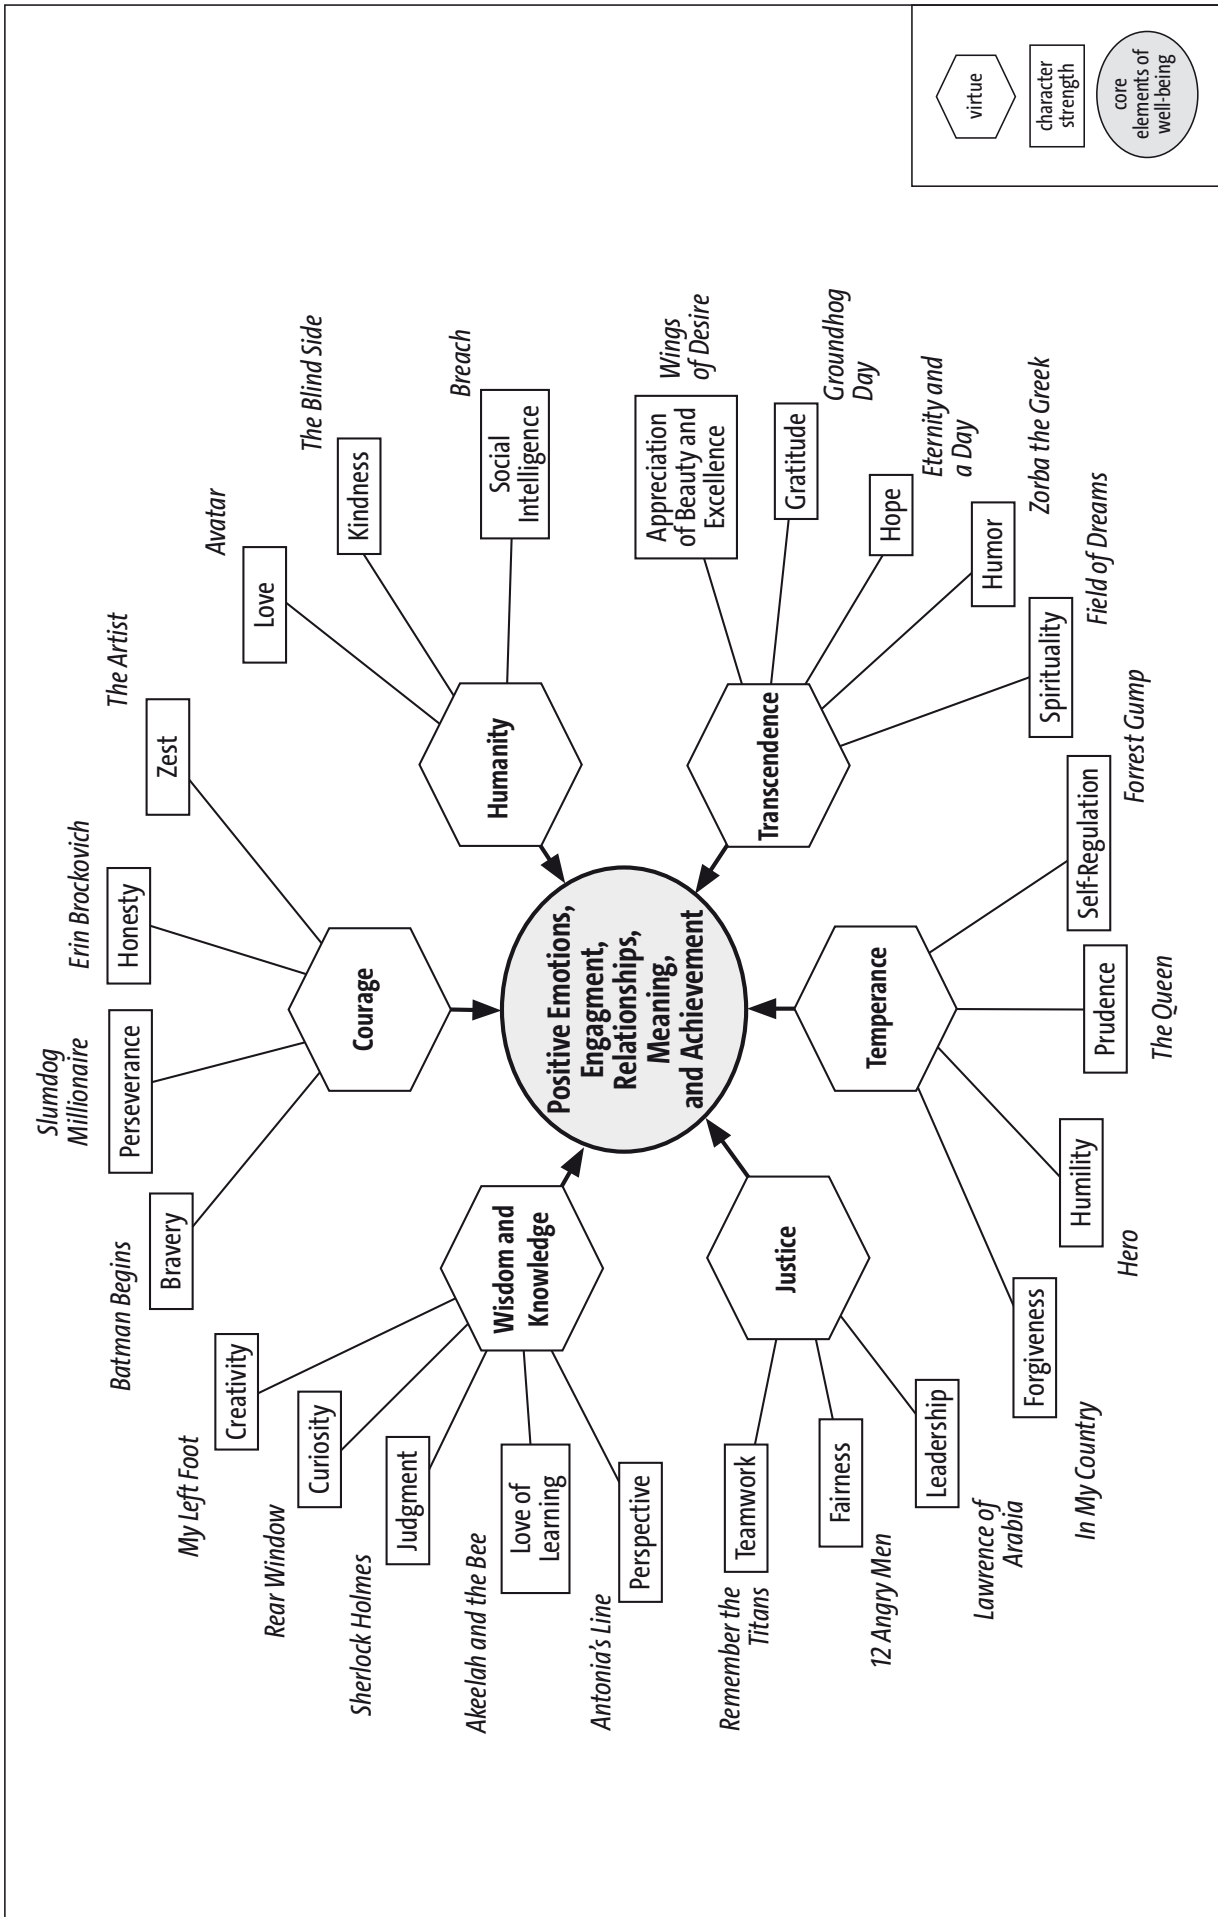 Slumdog
Millionaire
Erin Brockovich
The Artist
Perseverance
Honesty
Zest
Batman Begins
Bravery
Avatar
Love
My Left Foot
Creativity
The Blind Side
Kindness
Rear Window
Curiosity
Courage
Sherlock Holmes
Judgment
Breach
Social
Intelligence
Akeelah and the Bee
Love of
Learning
Wisdom and
Knowledge
Humanity
Antonia's Line
Perspective
Positive Emotions,
Engagment,
Relationships,
Meaning,
and Achievement
Wings
of Desire
Appreciation
of Beauty and
Excellence
Remember the
Titans
Teamwork
Justice
Transcendence
Groundhog
Day
Gratitude
12 Angry Men
Fairness
Temperance
Hope
Eternity and
a Day
Lawrence of
Arabia
Leadership
Humor
Zorba the Greek
In My Country
Forgiveness
Spirituality
Field of Dreams
Hero
Humility
Prudence
The Queen
Self-Regulation
Forrest Gump
virtue
character
strength
core
elements of
well-being